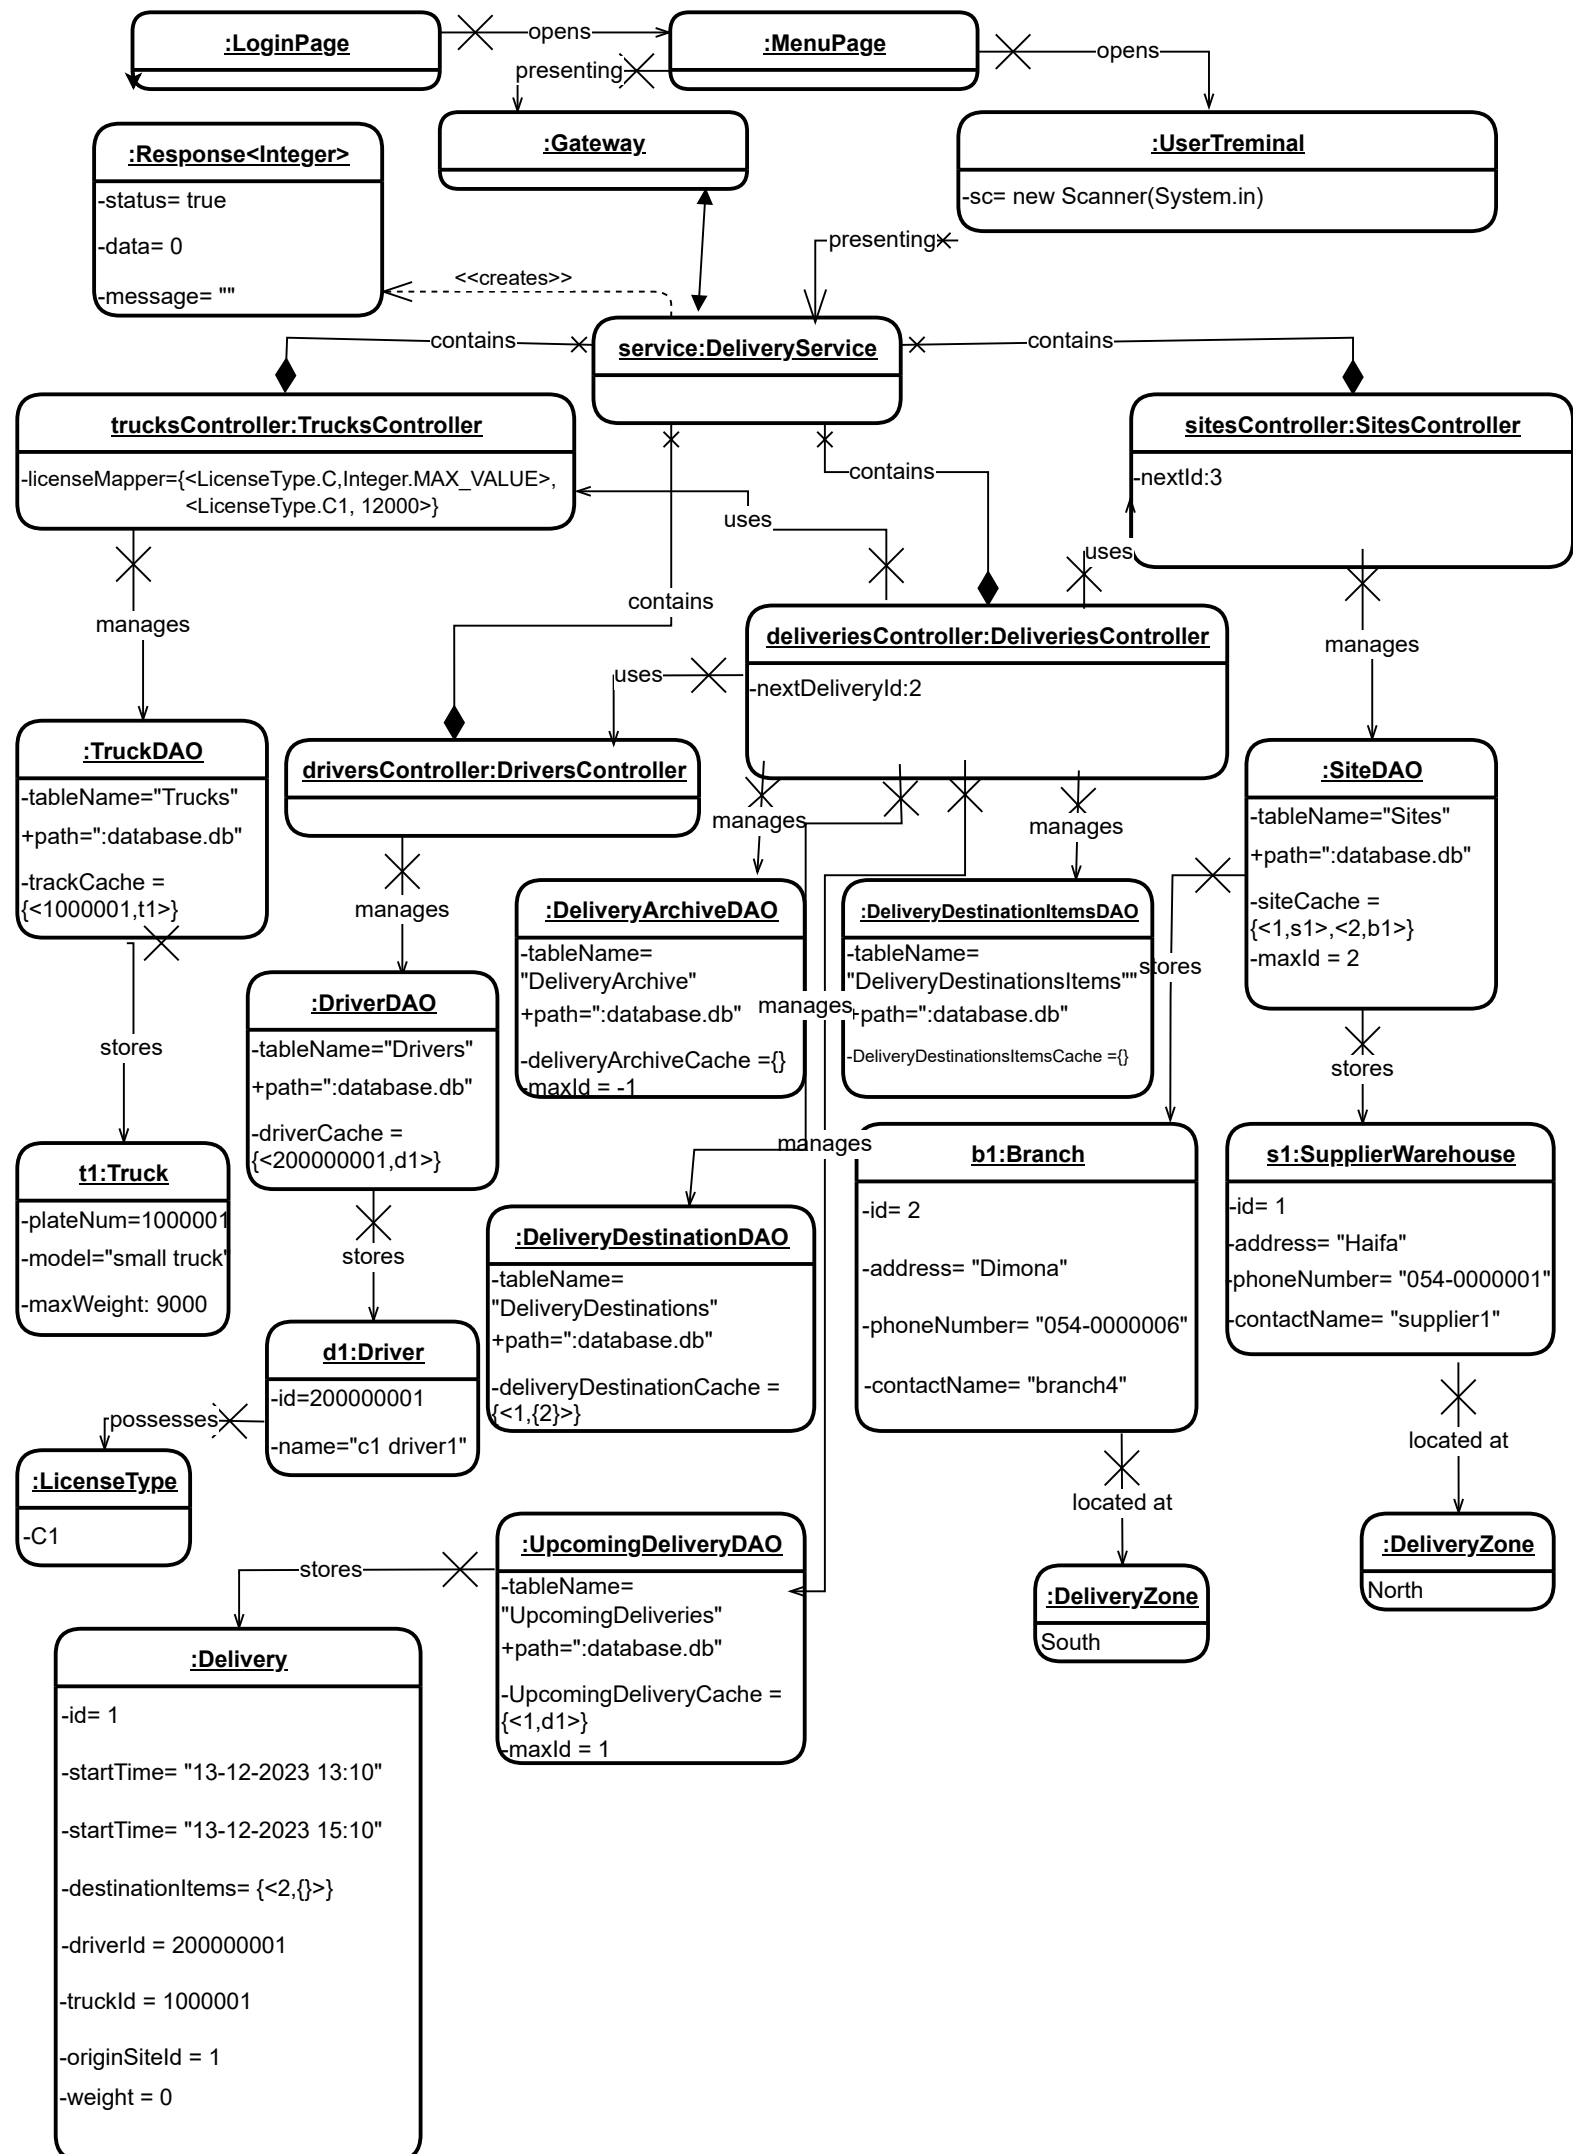 :LoginPage
opens
:MenuPage
opens
presenting
:Gateway
:UserTreminal
-sc= new Scanner(System.in)
:Response<Integer>
-status= true
-data= 0
-message= ""
presenting
<<creates>>
contains
service:DeliveryService
contains
trucksController:TrucksController
-licenseMapper={<LicenseType.C,Integer.MAX_VALUE>,
<LicenseType.C1, 12000>}
sitesController:SitesController
-nextId:3
contains
uses
uses
contains
manages
deliveriesController:DeliveriesController
-nextDeliveryId:2
manages
uses
:TruckDAO
-tableName="Trucks"
+path=":database.db"
-trackCache =
{<1000001,t1>}
driversController:DriversController
:SiteDAO
-tableName="Sites"
+path=":database.db"
-siteCache =
{<1,s1>,<2,b1>}
-maxId = 2
manages
manages
manages
:DeliveryArchiveDAO
-tableName=
"DeliveryArchive"
+path=":database.db"
-deliveryArchiveCache ={}
-maxId = -1
:DeliveryDestinationItemsDAO
-tableName=
"DeliveryDestinationsItems""
+path=":database.db"
-DeliveryDestinationsItemsCache ={}
stores
manages
:DriverDAO
-tableName="Drivers"
+path=":database.db"
-driverCache =
{<200000001,d1>}
stores
stores
manages
t1:Truck
-plateNum=1000001
-model="small truck"
-maxWeight: 9000
b1:Branch
-id= 2
-address= "Dimona"
-phoneNumber= "054-0000006"
-contactName= "branch4"
s1:SupplierWarehouse
-id= 1
-address= "Haifa"
-phoneNumber= "054-0000001"
-contactName= "supplier1"
stores
:DeliveryDestinationDAO
-tableName=
"DeliveryDestinations"
+path=":database.db"
-deliveryDestinationCache =
{<1,{2}>}
d1:Driver
-id=200000001
-name="c1 driver1"
possesses
:LicenseType
-C1
located at
located at
:DeliveryZone
South
:DeliveryZone
North
stores
:UpcomingDeliveryDAO
-tableName=
"UpcomingDeliveries"
+path=":database.db"
-UpcomingDeliveryCache =
{<1,d1>}
-maxId = 1
:Delivery
-id= 1
-startTime= "13-12-2023 13:10"
-startTime= "13-12-2023 15:10"
-destinationItems= {<2,{}>}
-driverId = 200000001
-truckId = 1000001
-originSiteId = 1
-weight = 0